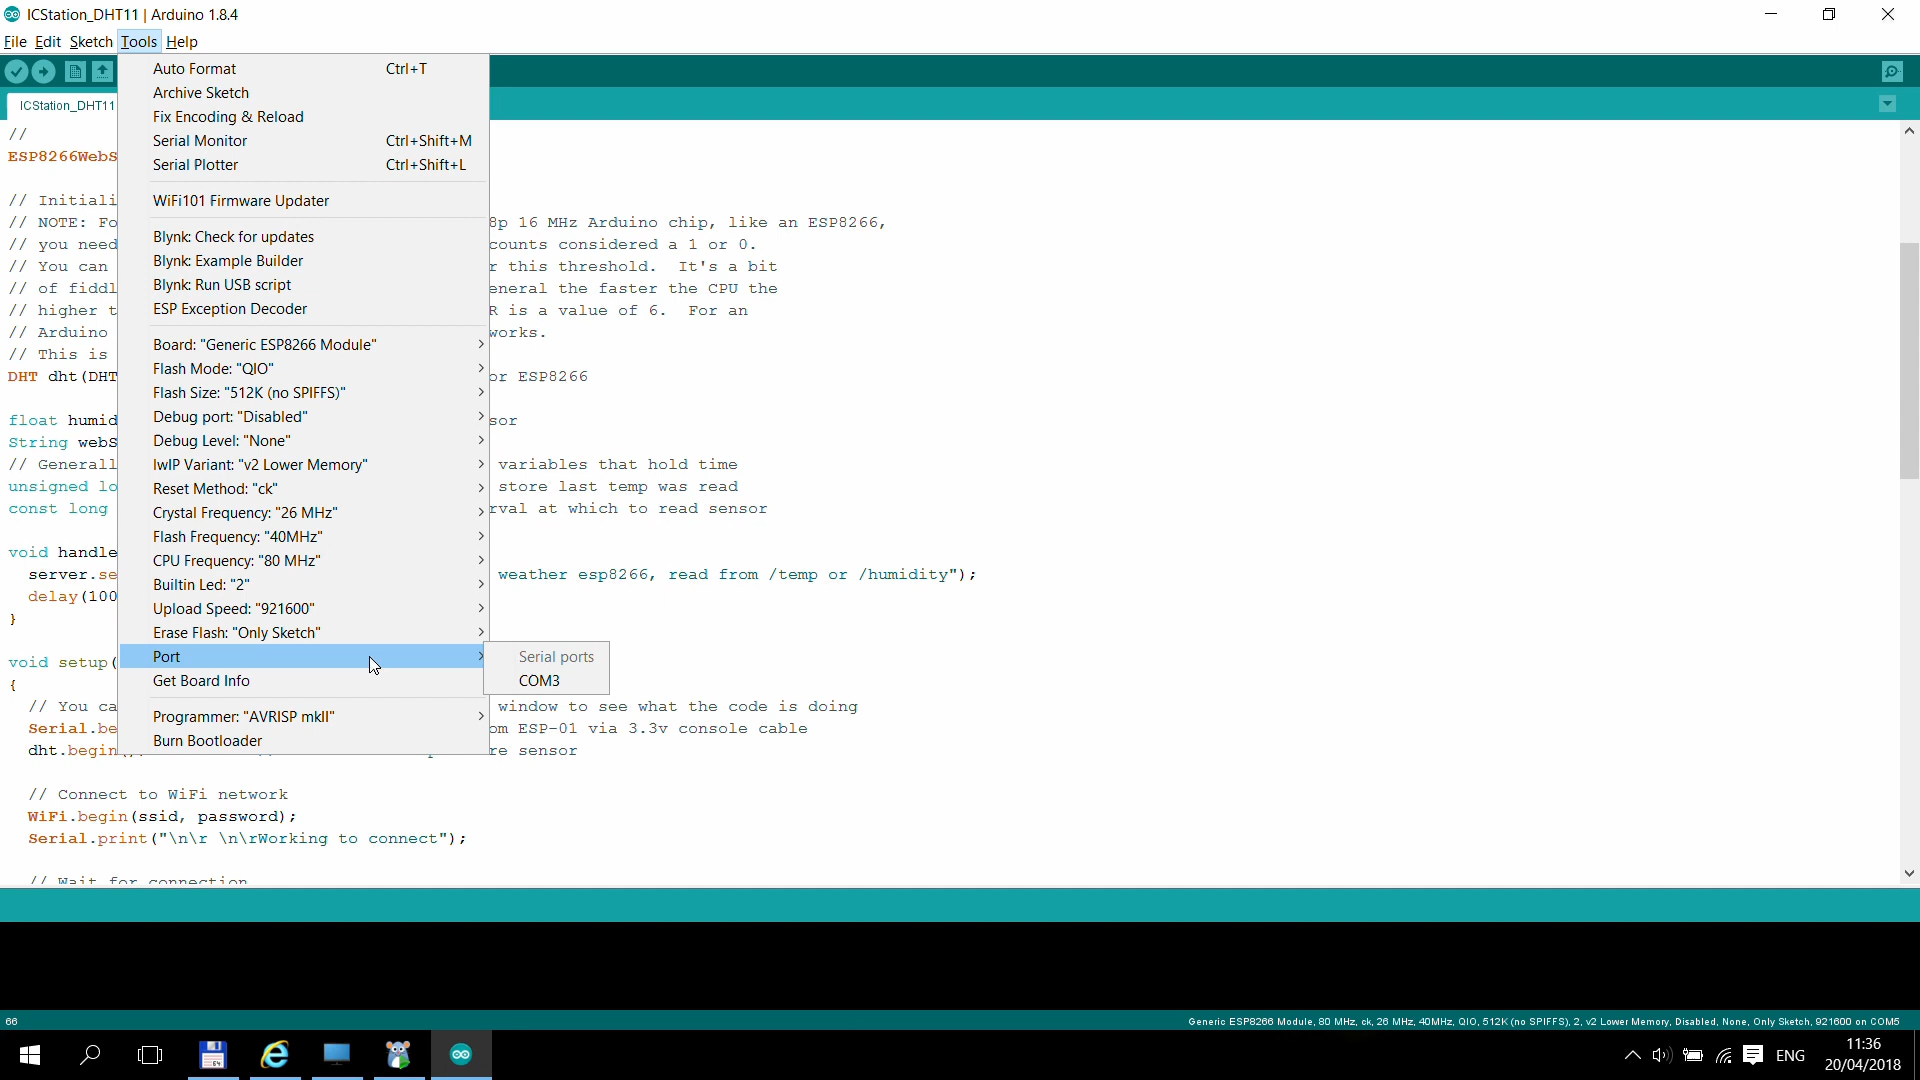 ICStation_DHT11 | Arduino 1.8.4
File Edit Sketch Tools Help
ICStation_DHT11
Auto Format Ctrl+T
Archive Sketch
Fix Encoding & Reload
Serial Monitor Ctrl+Shift+M
Serial Plotter Ctrl+Shift+L
WiFi101 Firmware Updater
Blynk: Check for updates
Blynk: Example Builder
Blynk: Run USB script
ESP Exception Decoder
Board: "Generic ESP8266 Module"
Flash Mode: "QIO"
Flash Size: "512K (no SPIFFS)"
Debug port: "Disabled"
Debug Level: "None"
lwIP Variant: "v2 Lower Memory"
Reset Method: "ck"
Crystal Frequency: "26 MHz"
Flash Frequency: "40MHz"
CPU Frequency: "80 MHz"
Builtin Led: "2"
Upload Speed: "921600"
Erase Flash: "Only Sketch"
Port
Get Board Info
Programmer: "AVRISP mkII"
Burn Bootloader
Serial ports
COM3
//
ESP8266WebS
// Initiali
// NOTE: Fo 8p 16 MHz Arduino chip, like an ESP8266,
// you need counts considered a 1 or 0.
// You can r this threshold. It's a bit
// of fiddl eneral the faster the CPU the
// higher t R is a value of 6. For an
// Arduino works.
// This is
DHT dht(DHT or ESP8266
float humid sor
String webS
// Generall variables that hold time
unsigned lo store last temp was read
const long rval at which to read sensor
void handle
server.se weather esp8266, read from /temp or /humidity");
delay(100
}
void setup(
{
// You ca window to see what the code is doing
Serial.be om ESP-01 via 3.3v console cable
dht.begin re sensor
// Connect to WiFi network
WiFi.begin(ssid, password);
Serial.print("\n\r \n\rWorking to connect");
// Wait for connection
66
Generic ESP8266 Module, 80 MHz, ck, 26 MHz, 40MHz, QIO, 512K (no SPIFFS), 2, v2 Lower Memory, Disabled, None, Only Sketch, 921600 on COM5
64
ENG
11:36
20/04/2018